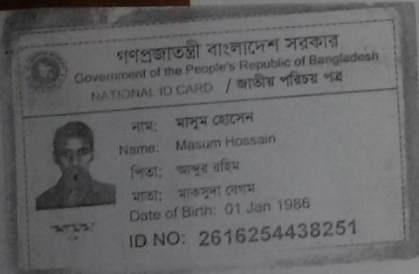 গণপ্রজাতন্ত্রী বাংলাদেশ সরকার
Government of the People's Republic of Bangladesh
NATIONAL ID CARD / জাতীয় পরিচয় পত্র
নাম: মাসুম হোসেন
Name: Masum Hossain
পিতা: আব্দুর রহিম
মাতা: মাকসুদা বেগম
Date of Birth: 01 Jan 1986
ID NO: 2616254438251